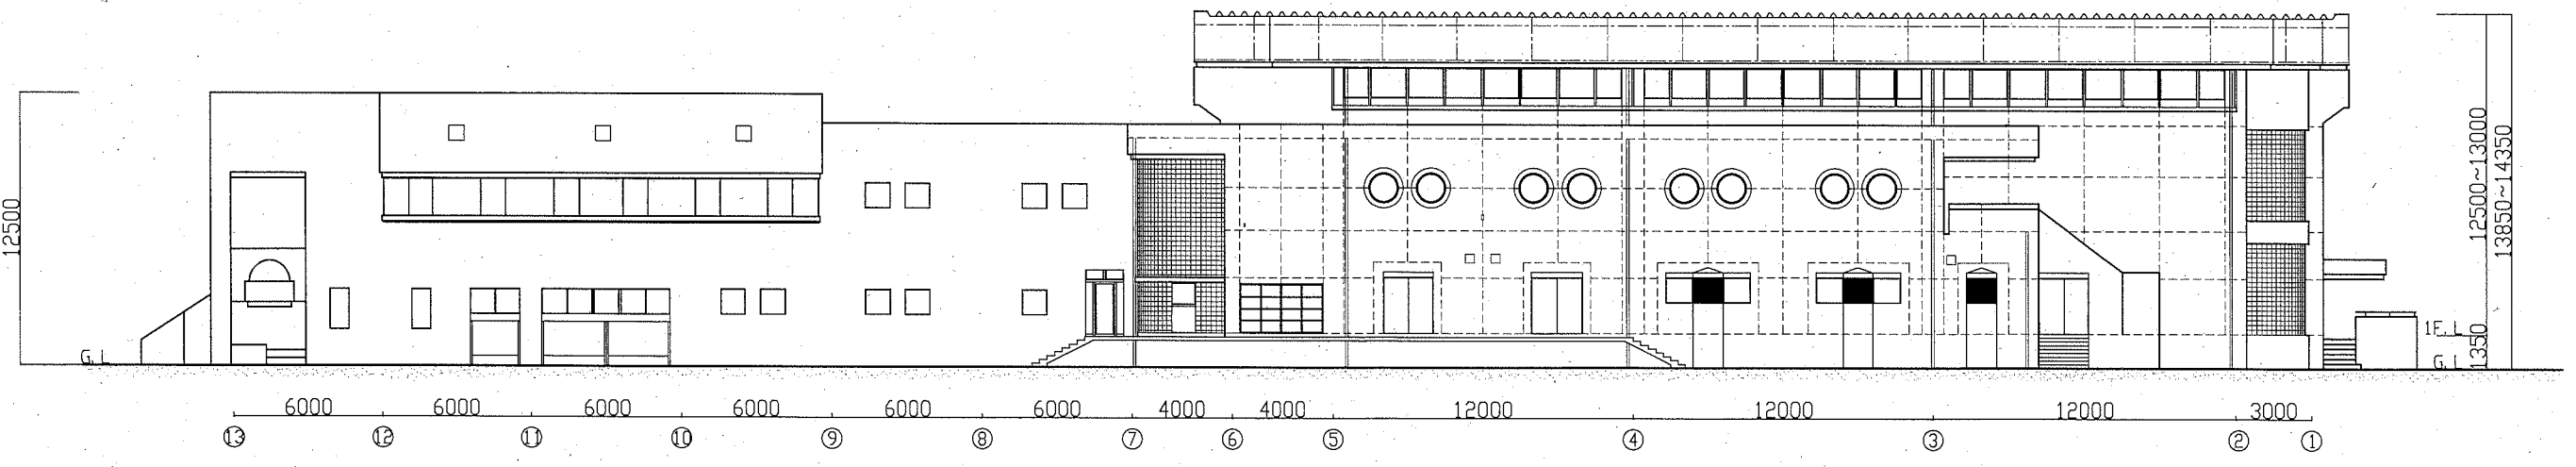 12500
G.L
12500~13000
13850~14350
1F.L
1350
G.L
6000 6000 6000 6000 6000 6000 4000 4000 12000 12000 12000 3000
⑬ ⑫ ⑪ ⑩ ⑨ ⑧ ⑦ ⑥ ⑤ ④ ③ ② ①